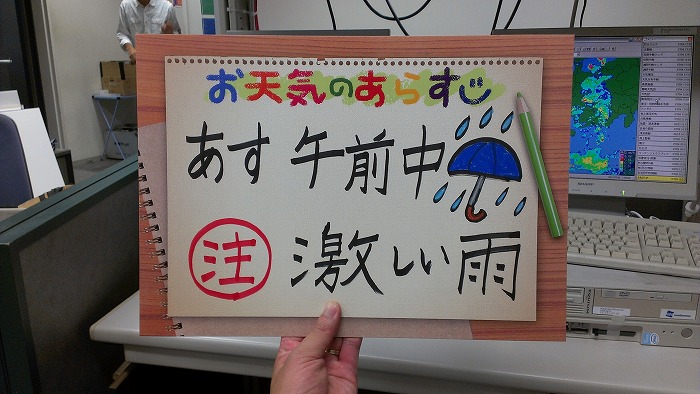 お天気のあらすじ
あす 午前中
注 激しい雨